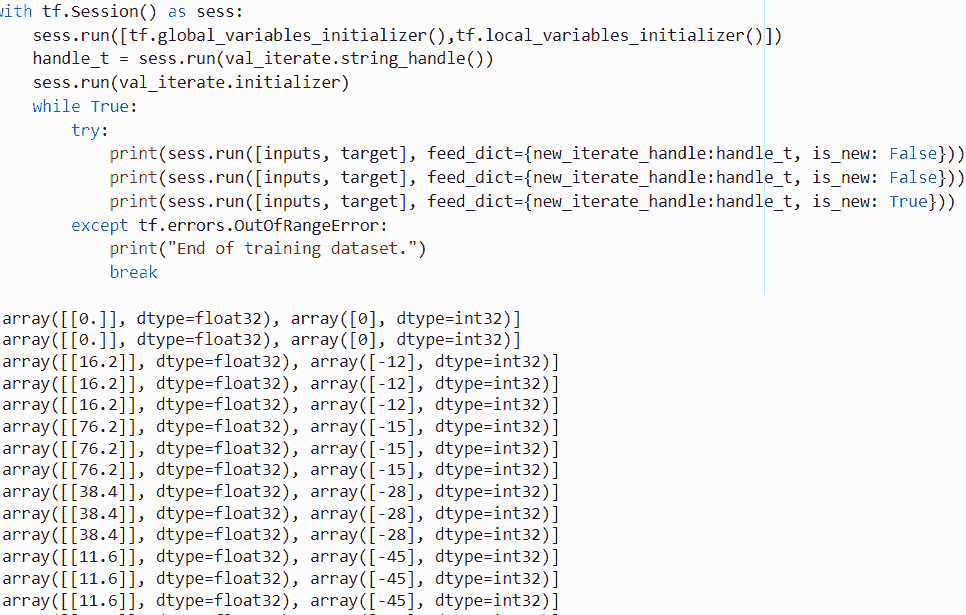 with tf.Session() as sess:
    sess.run([tf.global_variables_initializer(),tf.local_variables_initializer()])
    handle_t = sess.run(val_iterate.string_handle())
    sess.run(val_iterate.initializer)
    while True:
        try:
            print(sess.run([inputs, target], feed_dict={new_iterate_handle:handle_t, is_new: False}))
            print(sess.run([inputs, target], feed_dict={new_iterate_handle:handle_t, is_new: False}))
            print(sess.run([inputs, target], feed_dict={new_iterate_handle:handle_t, is_new: True}))
        except tf.errors.OutOfRangeError:
            print("End of training dataset.")
            break
array([[0.]], dtype=float32), array([0], dtype=int32)]
array([[0.]], dtype=float32), array([0], dtype=int32)]
array([[16.2]], dtype=float32), array([-12], dtype=int32)]
array([[16.2]], dtype=float32), array([-12], dtype=int32)]
array([[16.2]], dtype=float32), array([-12], dtype=int32)]
array([[76.2]], dtype=float32), array([-15], dtype=int32)]
array([[76.2]], dtype=float32), array([-15], dtype=int32)]
array([[76.2]], dtype=float32), array([-15], dtype=int32)]
array([[38.4]], dtype=float32), array([-28], dtype=int32)]
array([[38.4]], dtype=float32), array([-28], dtype=int32)]
array([[38.4]], dtype=float32), array([-28], dtype=int32)]
array([[11.6]], dtype=float32), array([-45], dtype=int32)]
array([[11.6]], dtype=float32), array([-45], dtype=int32)]
array([[11.6]], dtype=float32), array([-45], dtype=int32)]